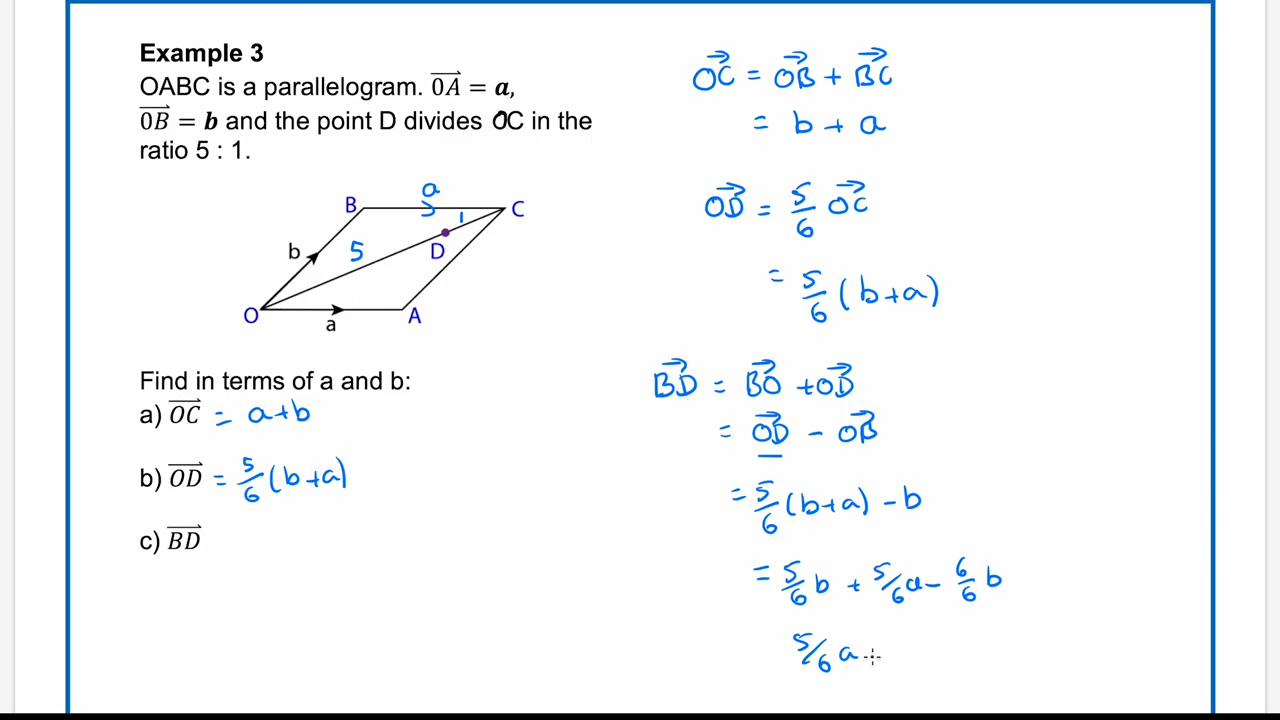 Example 3
OABC is a parallelogram. 0A⃗ = a,
0B⃗ = b and the point D divides OC in the
ratio 5 : 1.
B
a
C
1
b
5
D
O
a
A
Find in terms of a and b:
a) OC⃗ = a+b
b) OD⃗ = 5/6 (b+a)
c) BD⃗
OC⃗ = OB⃗ + BC⃗
= b + a
OD⃗ = 5/6 OC⃗
= 5/6 (b+a)
BD⃗ = BO⃗ + OD⃗
= OD⃗ - OB⃗
= 5/6 (b+a) - b
= 5/6 b + 5/6 a - 6/6 b
5/6 a